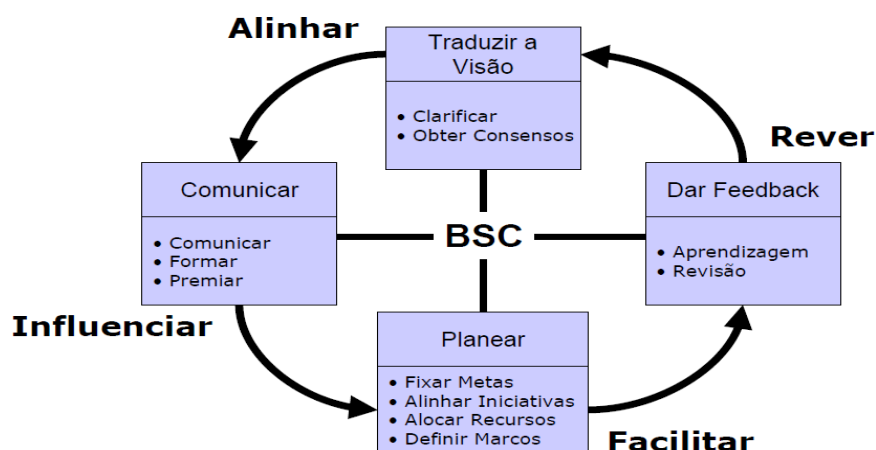 Alinhar
Traduzir a
Visão
• Clarificar
• Obter Consensos
Rever
Comunicar
• Comunicar
• Formar
• Premiar
BSC
Dar Feedback
• Aprendizagem
• Revisão
Influenciar
Planear
• Fixar Metas
• Alinhar Iniciativas
• Alocar Recursos
• Definir Marcos
Facilitar